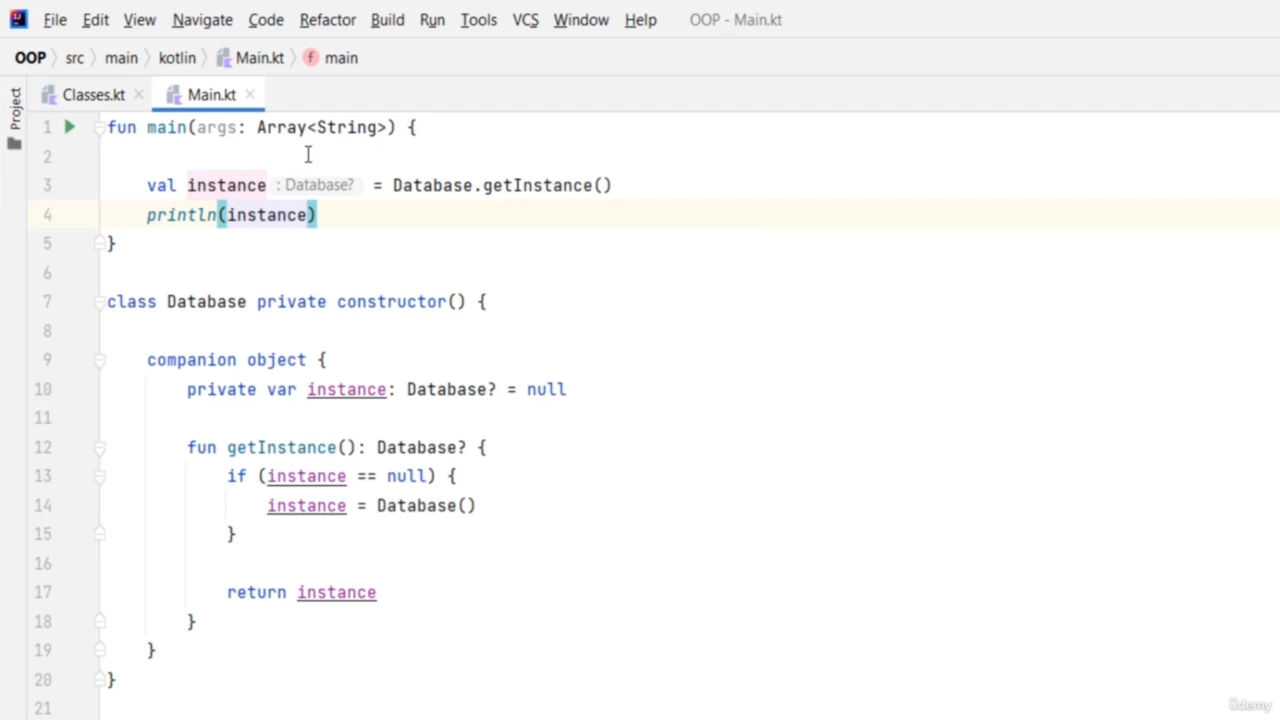 File Edit View Navigate Code Refactor Build Run Tools VCS Window Help OOP - Main.kt
OOP src main kotlin Main.kt f main
Project
Classes.kt Main.kt
1 fun main(args: Array<String>) {
2
3 val instance : Database? = Database.getInstance()
4 println(instance)
5 }
6
7 class Database private constructor() {
8
9 companion object {
10 private var instance: Database? = null
11
12 fun getInstance(): Database? {
13 if (instance == null) {
14 instance = Database()
15 }
16
17 return instance
18 }
19 }
20 }
21
ûdemy